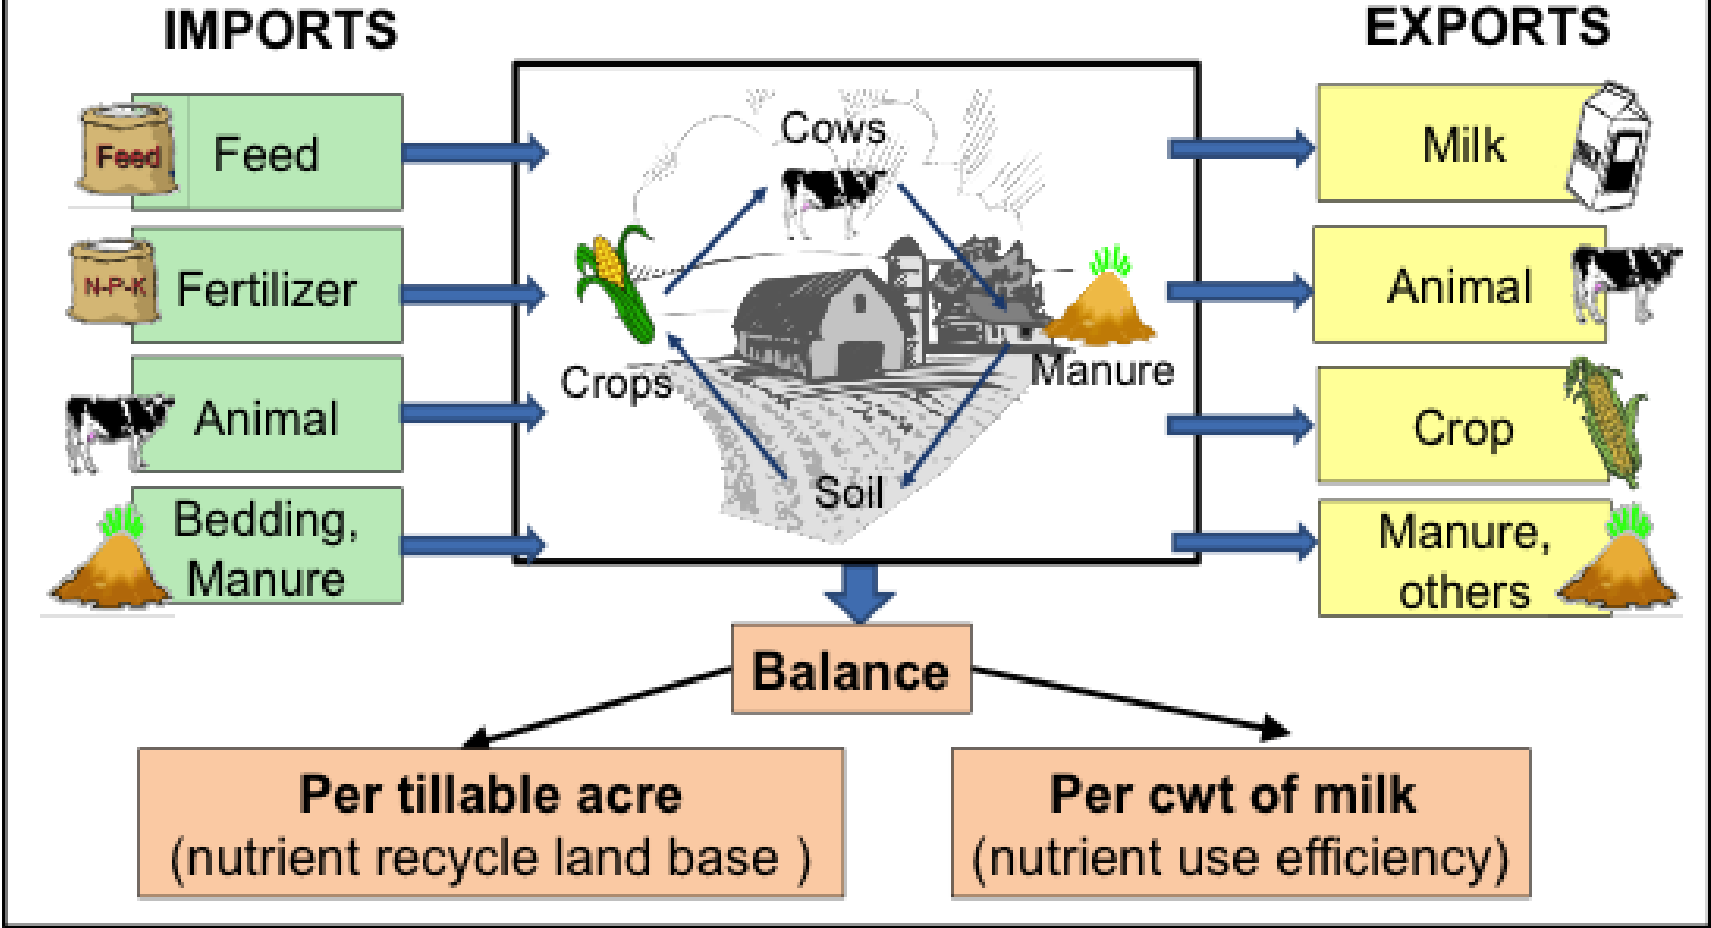 IMPORTS
EXPORTS
Feed
Feed
N-P-K
Fertilizer
Animal
Bedding,
Manure
Cows
Crops
Manure
Soil
Milk
Animal
Crop
Manure,
others
Balance
Per tillable acre
(nutrient recycle land base )
Per cwt of milk
(nutrient use efficiency)